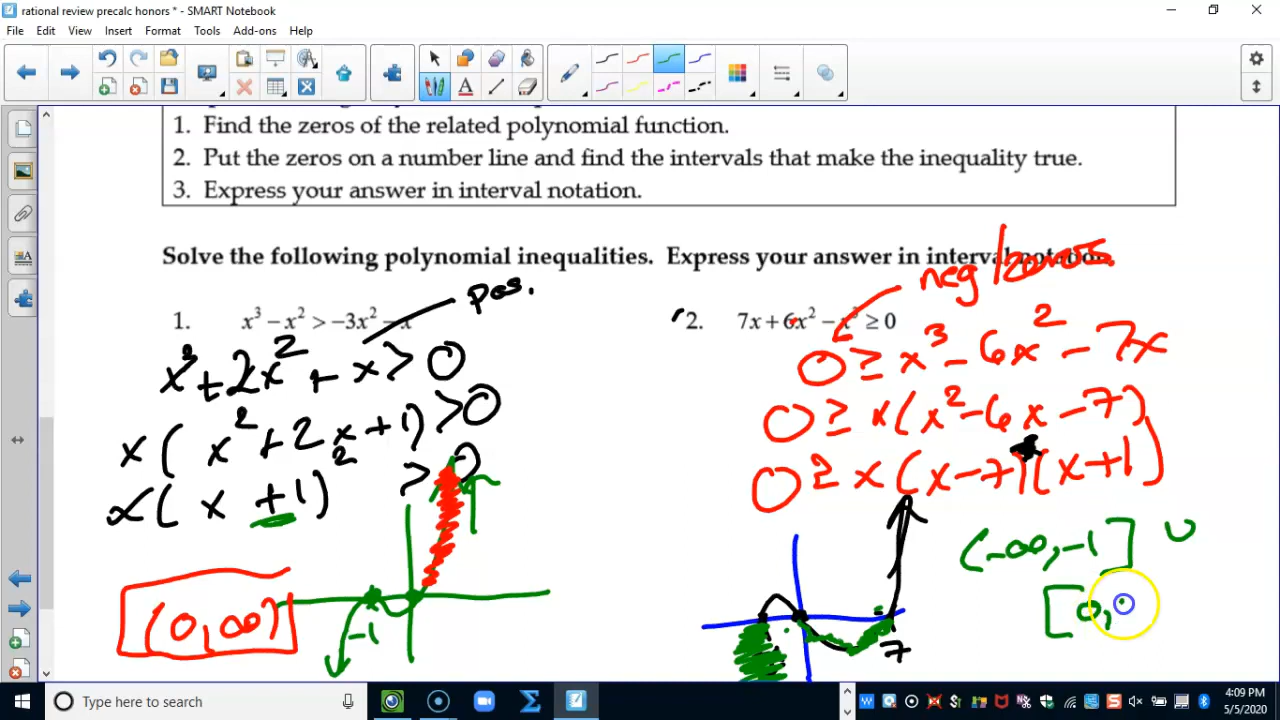 rational review precalc honors * - SMART Notebook
File Edit View Insert Format Tools Add-ons Help
1. Find the zeros of the related polynomial function.
2. Put the zeros on a number line and find the intervals that make the inequality true.
3. Express your answer in interval notation.
Solve the following polynomial inequalities. Express your answer in interval notation.
neg/zeros.
pos.
1. x³ – x² > –3x² – x
x³ + 2x² + x > 0
x(x² + 2x + 1) > 0
x(x + 1)² > 0
-1
(0, ∞)
2. 7x + 6x² – x³ ≥ 0
0 ≥ x³ – 6x² – 7x
0 ≥ x(x² – 6x – 7)
0 ≥ x(x – 7)(x + 1)
(-∞, -1] ∪
[0,
7
Type here to search
4:09 PM
5/5/2020